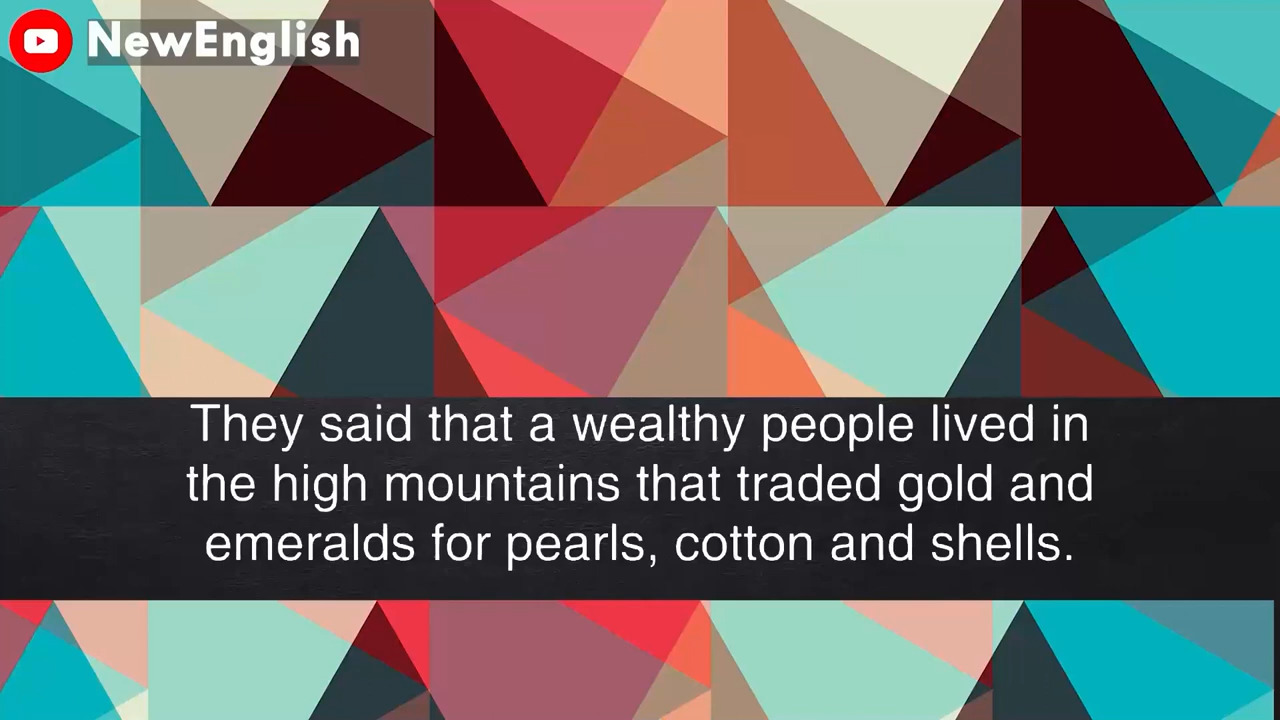 NewEnglish
They said that a wealthy people lived in
the high mountains that traded gold and
emeralds for pearls, cotton and shells.